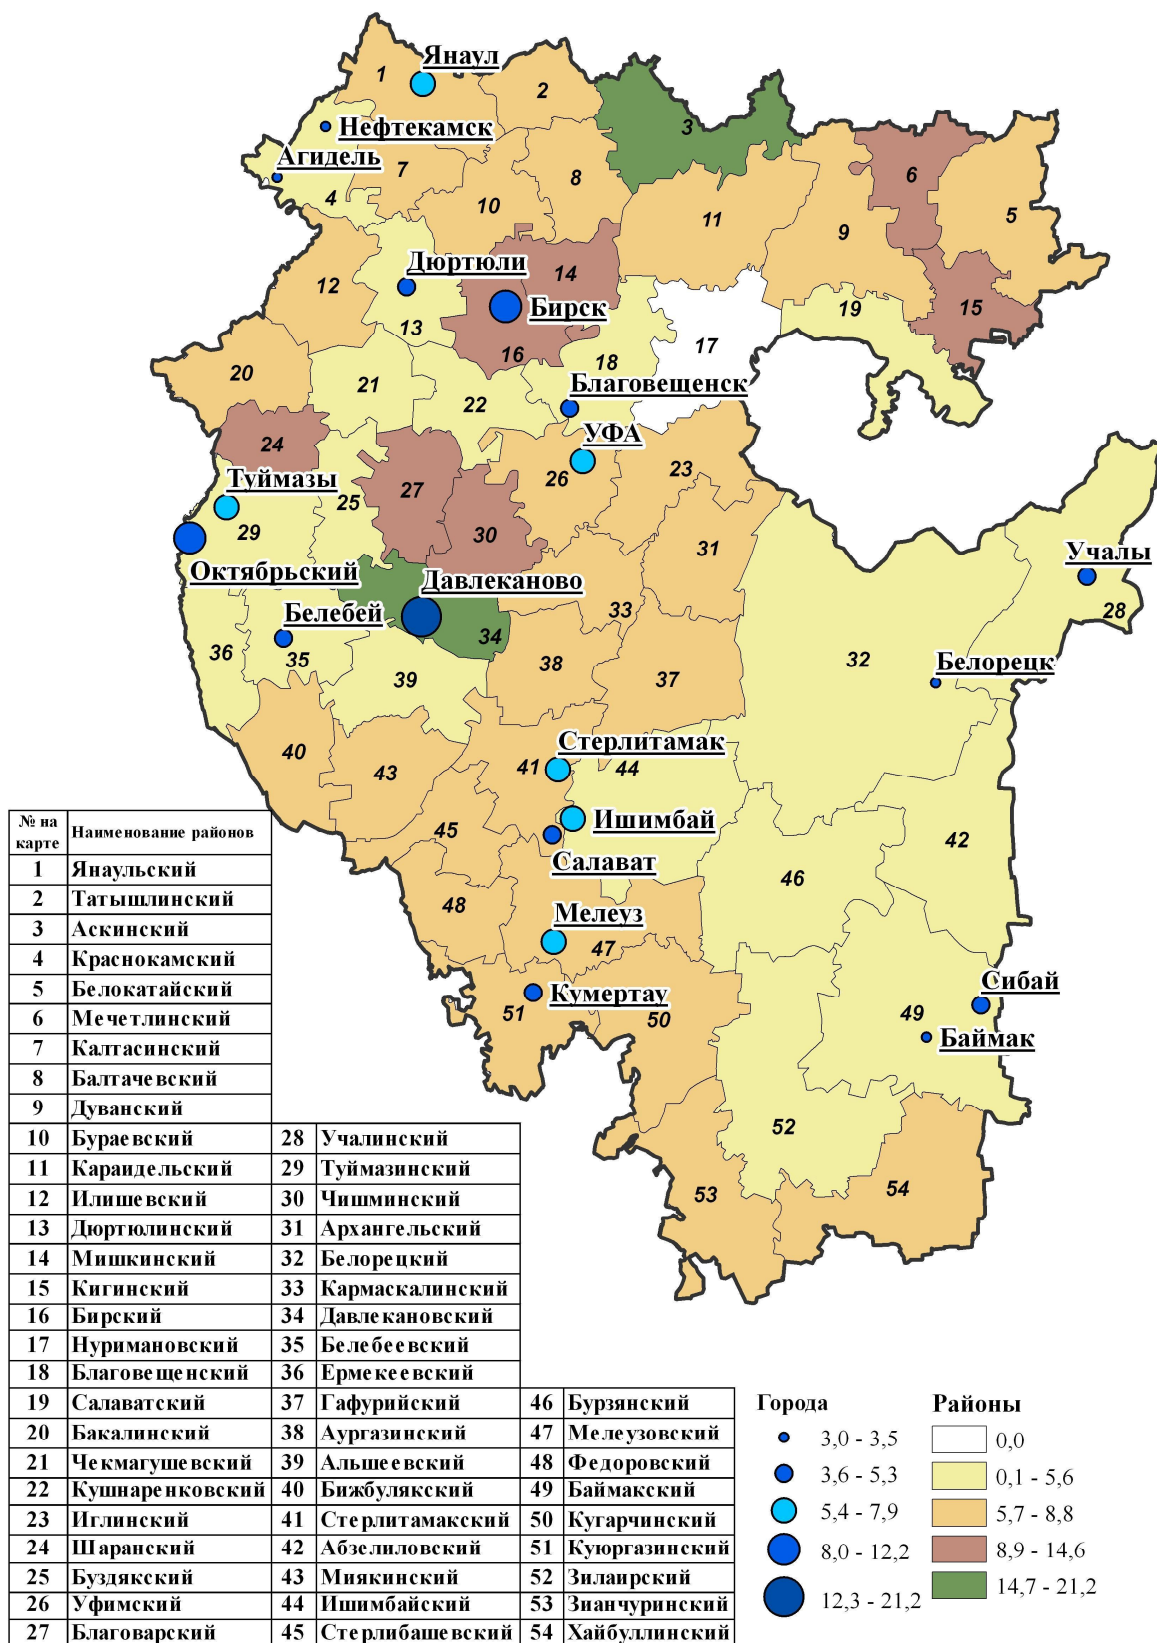 Янаул
1
2
3
Нефтекамск
Агидель
4
7
8
6
5
10
11
9
12
Дюртюли
14
Бирск
13
16
18
17
19
15
20
21
22
Благовещенск
УФА
24
26
23
Туймазы
25
27
29
30
31
Октябрьский
Давлеканово
Учалы
28
Белебей
33
34
36
35
38
37
32
Белорецк
39
40
43
41
Стерлитамак
44
42
45
Ишимбай
Салават
46
48
Мелеуз
47
Сибай
51
Кумертау
50
49
Баймак
52
53
54
№ на карте Наименование районов
1 Янаульский
2 Татышлинский
3 Аскинский
4 Краснокамский
5 Белокатайский
6 Мечетлинский
7 Калтасинский
8 Балтачевский
9 Дуванский
10 Бураевский 28 Учалинский
11 Караидельский 29 Туймазинский
12 Илишевский 30 Чишминский
13 Дюртюлинский 31 Архангельский
14 Мишкинский 32 Белорецкий
15 Кигинский 33 Кармаскалинский
16 Бирский 34 Давлекановский
17 Нуримановский 35 Белебеевский
18 Благовещенский 36 Ермекеевский
19 Салаватский 37 Гафурийский 46 Бурзянский
20 Бакалинский 38 Аургазинский 47 Мелеузовский
21 Чекмагушевский 39 Альшеевский 48 Федоровский
22 Кушнаренковский 40 Бижбулякский 49 Баймакский
23 Иглинский 41 Стерлитамакский 50 Кугарчинский
24 Шаранский 42 Абзелиловский 51 Куюргазинский
25 Буздякский 43 Миякинский 52 Зилаирский
26 Уфимский 44 Ишимбайский 53 Зианчуринский
27 Благоварский 45 Стерлибашевский 54 Хайбуллинский
Города
3,0 - 3,5
3,6 - 5,3
5,4 - 7,9
8,0 - 12,2
12,3 - 21,2
Районы
0,0
0,1 - 5,6
5,7 - 8,8
8,9 - 14,6
14,7 - 21,2